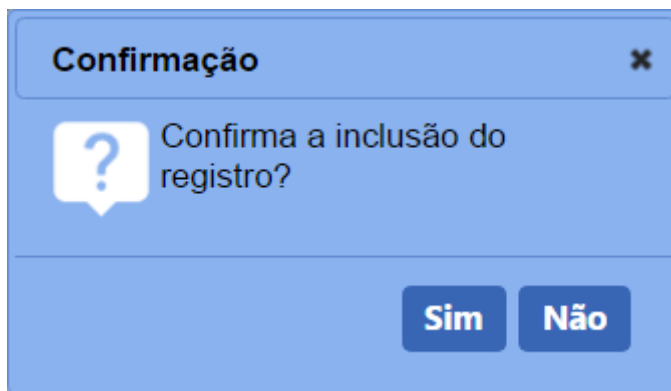 Confirmação
Confirma a inclusão do
registro?
Sim Não